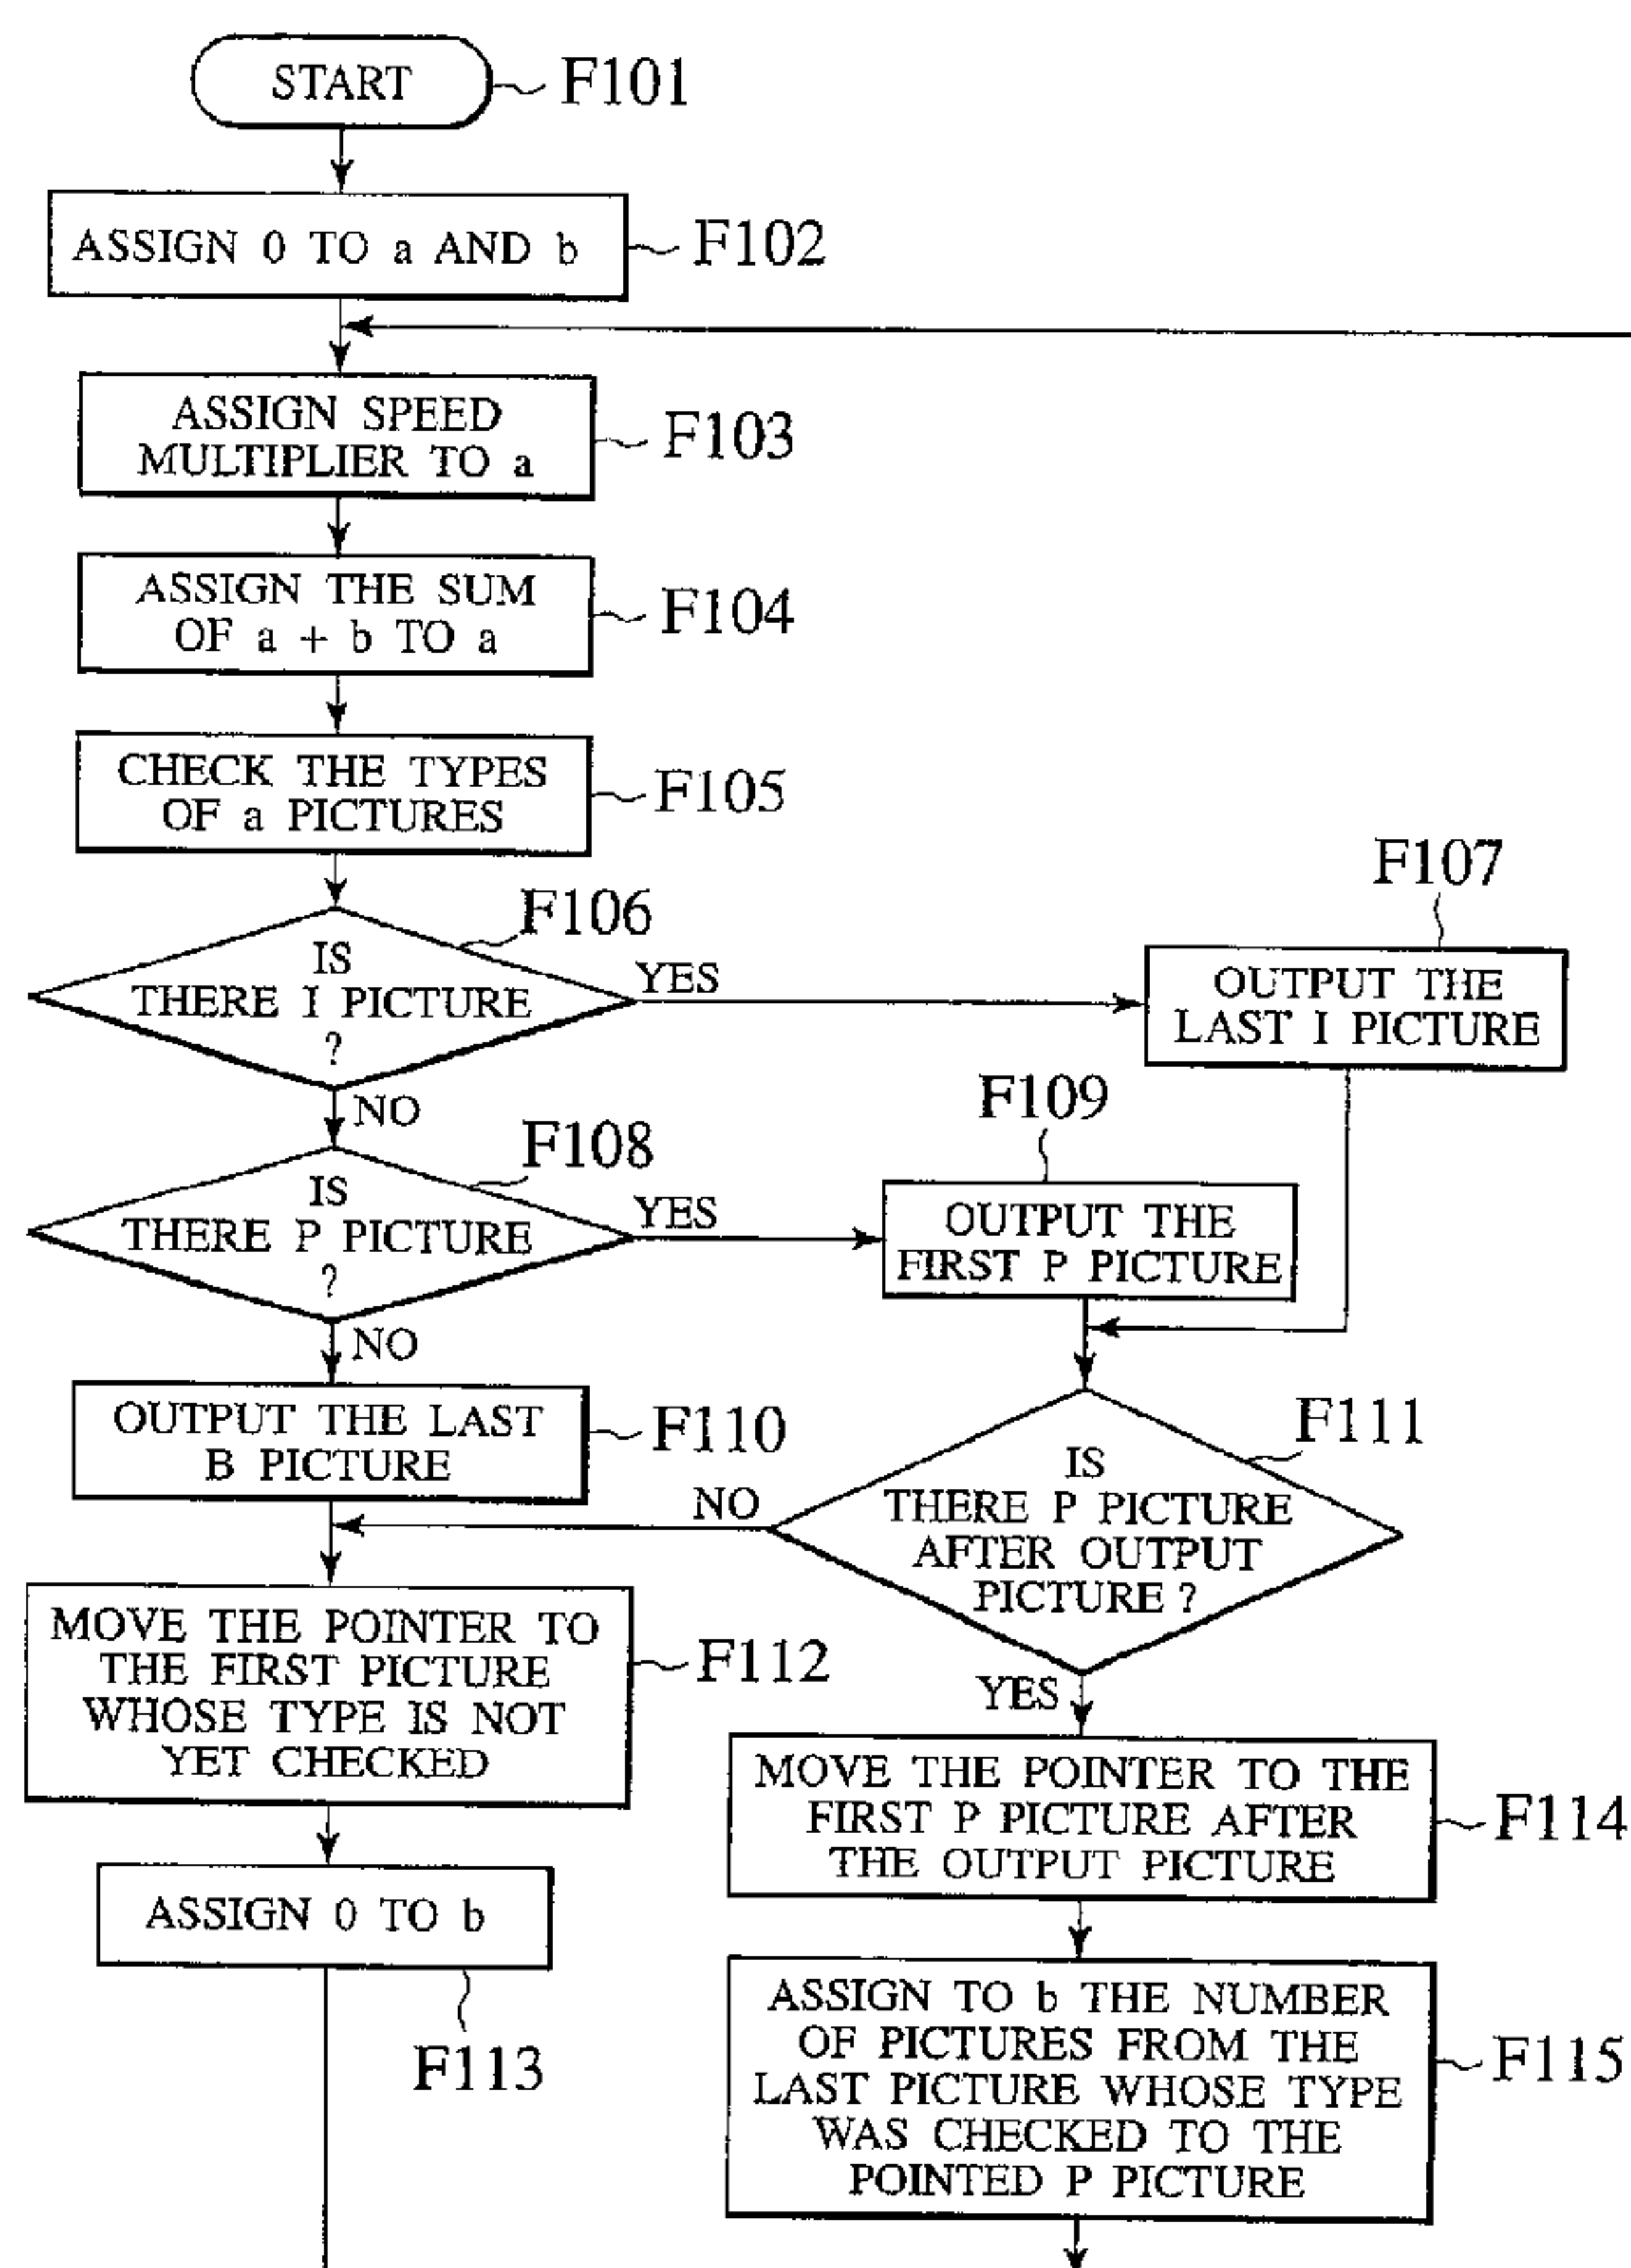 START
F101
ASSIGN 0 TO a AND b
F102
ASSIGN SPEED
MULTIPLIER TO a
F103
ASSIGN THE SUM
OF a + b TO a
F104
CHECK THE TYPES
OF a PICTURES
F105
F106
IS
THERE I PICTURE
?
YES
NO
F107
OUTPUT THE
LAST I PICTURE
F108
IS
THERE P PICTURE
?
YES
NO
F109
OUTPUT THE
FIRST P PICTURE
OUTPUT THE LAST
B PICTURE
F110
F111
IS
THERE P PICTURE
AFTER OUTPUT
PICTURE ?
NO
YES
MOVE THE POINTER TO
THE FIRST PICTURE
WHOSE TYPE IS NOT
YET CHECKED
F112
ASSIGN 0 TO b
F113
MOVE THE POINTER TO THE
FIRST P PICTURE AFTER
THE OUTPUT PICTURE
F114
ASSIGN TO b THE NUMBER
OF PICTURES FROM THE
LAST PICTURE WHOSE TYPE
WAS CHECKED TO THE
POINTED P PICTURE
F115